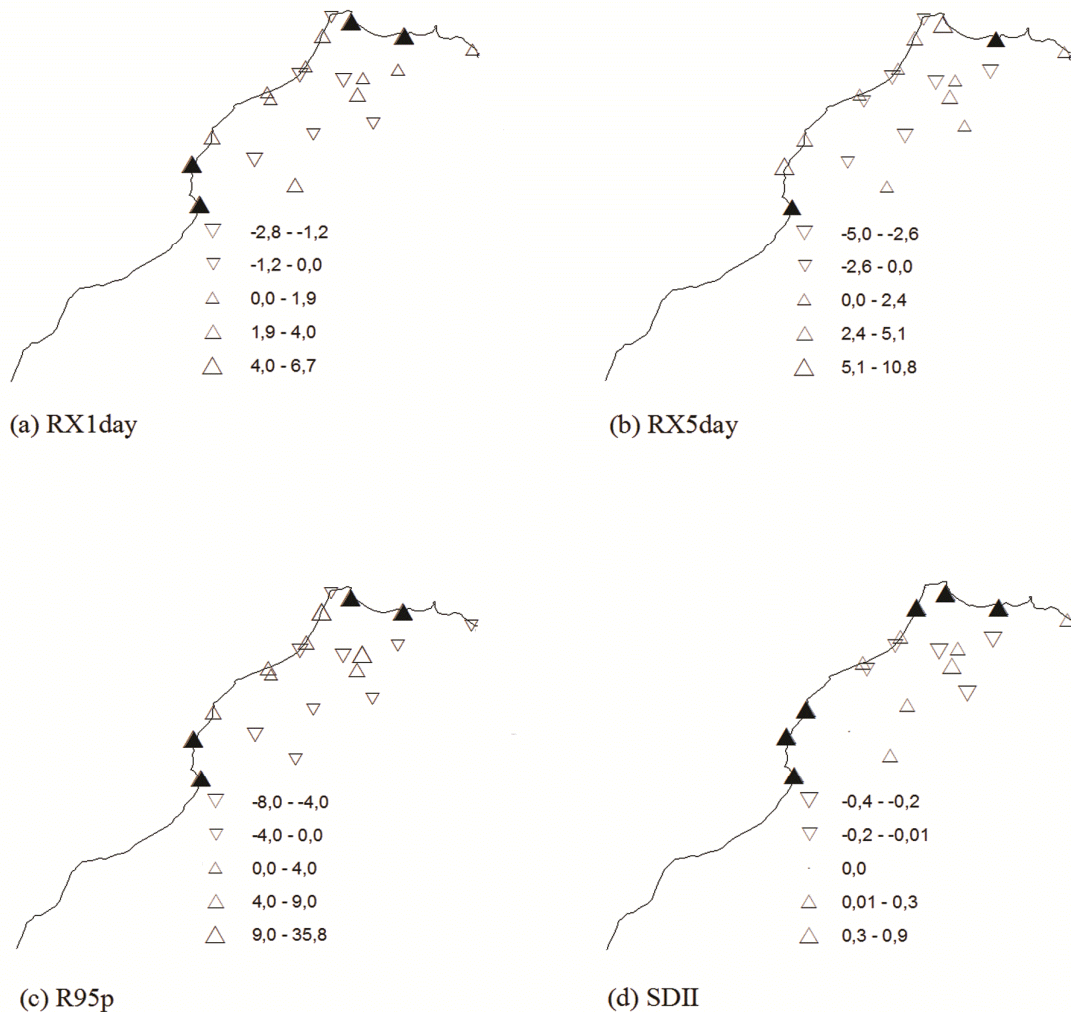 -2,8 - -1,2
-1,2 - 0,0
0,0 - 1,9
1,9 - 4,0
4,0 - 6,7
(a) RX1day
-5,0 - -2,6
-2,6 - 0,0
0,0 - 2,4
2,4 - 5,1
5,1 - 10,8
(b) RX5day
-8,0 - -4,0
-4,0 - 0,0
0,0 - 4,0
4,0 - 9,0
9,0 - 35,8
(c) R95p
-0,4 - -0,2
-0,2 - -0,01
0,0
0,01 - 0,3
0,3 - 0,9
(d) SDII